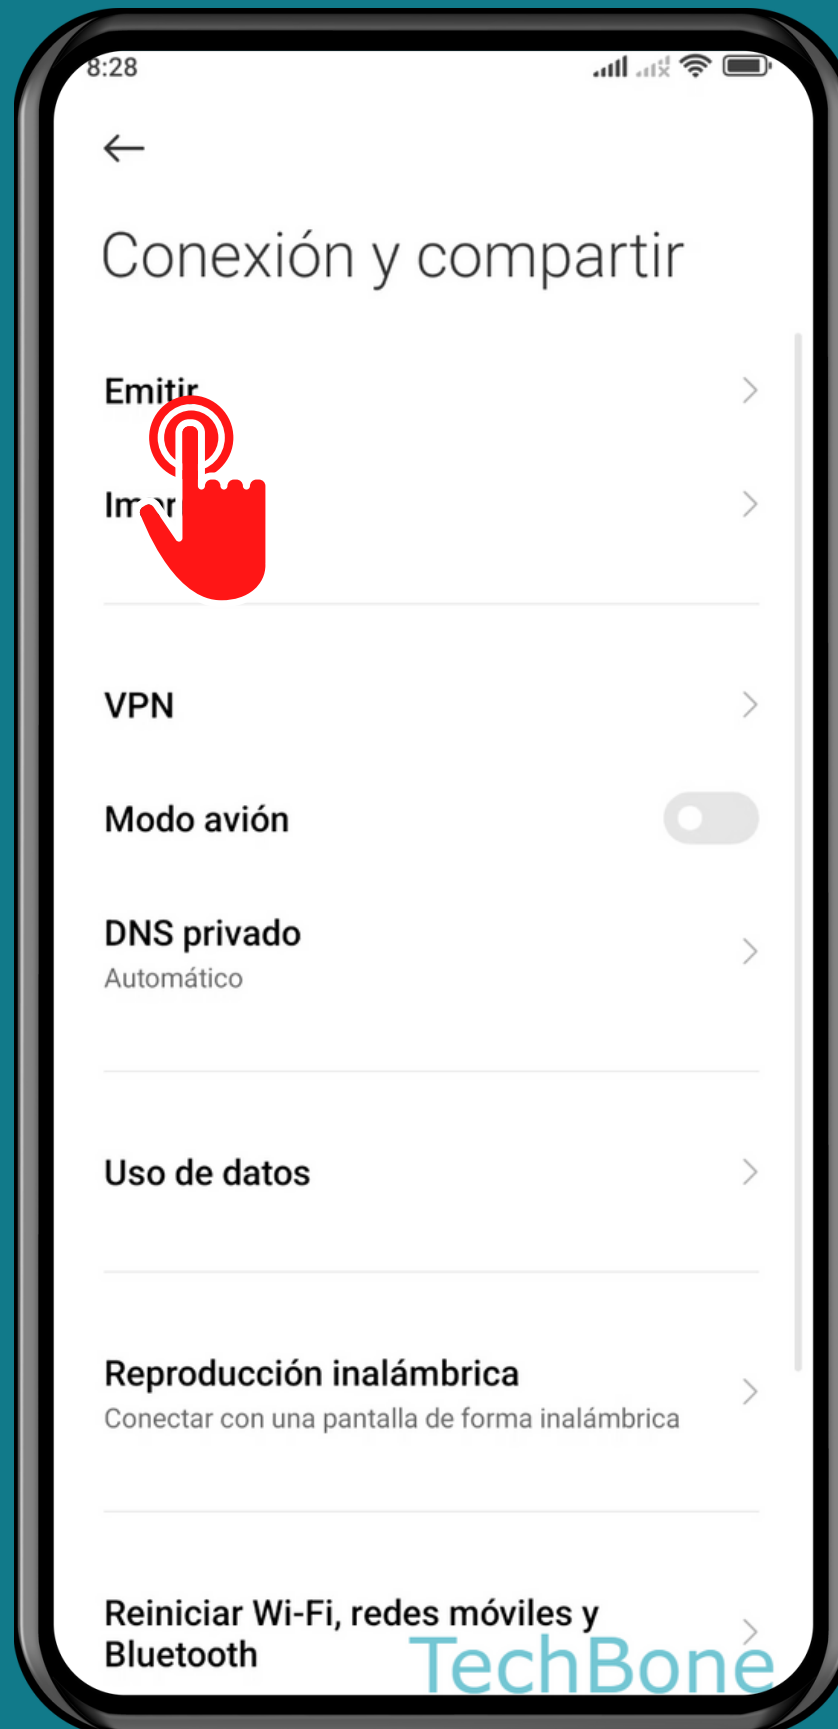 8:28
Conexión y compartir
Emitir
VPN
Modo avión
DNS privado
Automático
Uso de datos
Reproducción inalámbrica
Conectar con una pantalla de forma inalámbrica
Reiniciar Wi-Fi, redes móviles y
Bluetooth
TechBone